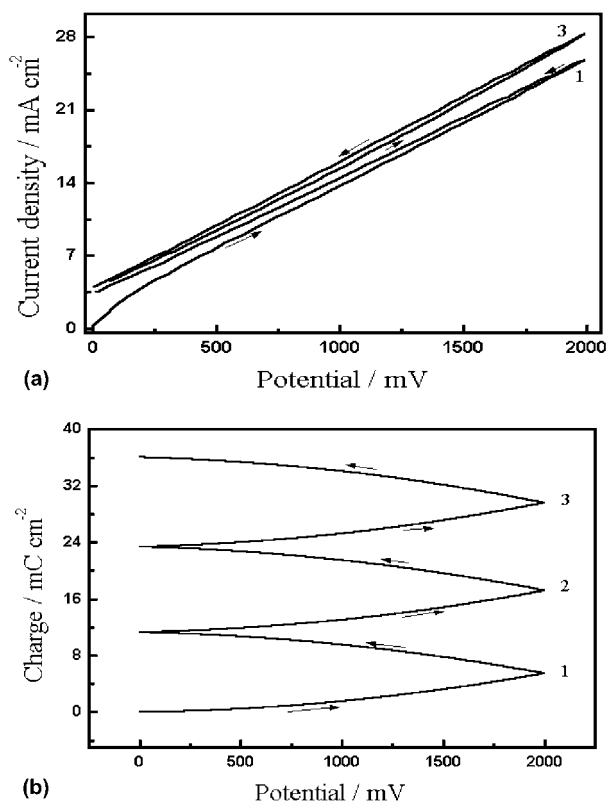 28
21
14
7
0
Current density / mA cm-2
3
1
0 500 1000 1500 2000
(a)
Potential / mV
40
32
24
16
8
0
Charge / mC cm-2
3
2
1
0 500 1000 1500 2000
(b)
Potential / mV